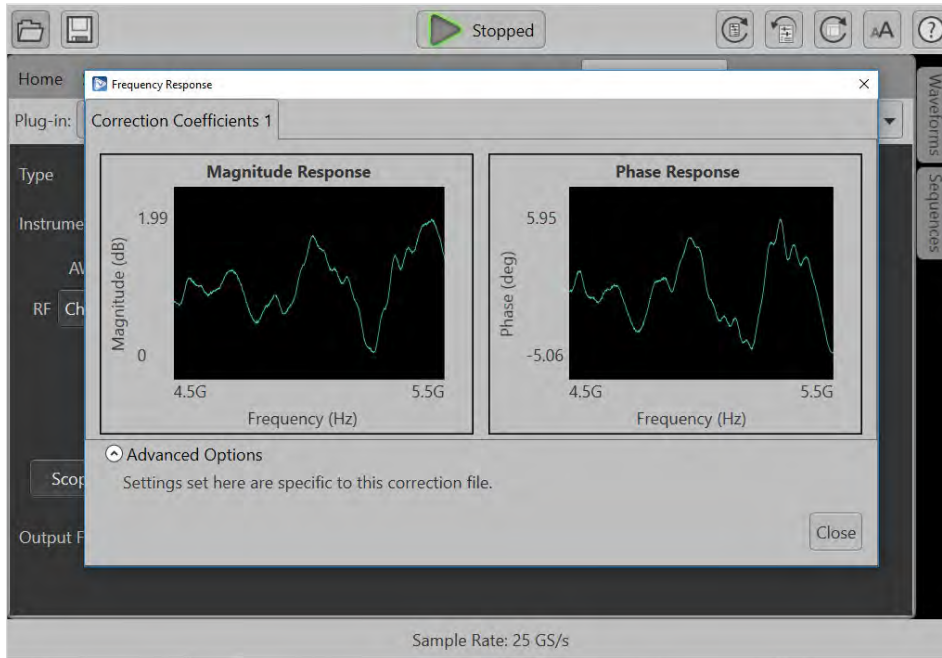 Stopped
AA
?
Home
Frequency Response
Plug-in:
Correction Coefficients 1
Waveforms
Sequences
Type
Instrume
AV
RF Ch
Magnitude Response
1.99
Magnitude (dB)
0
4.5G 5.5G
Frequency (Hz)
Phase Response
5.95
Phase (deg)
-5.06
4.5G 5.5G
Frequency (Hz)
Advanced Options
Settings set here are specific to this correction file.
Scop
Output F
Close
Sample Rate: 25 GS/s